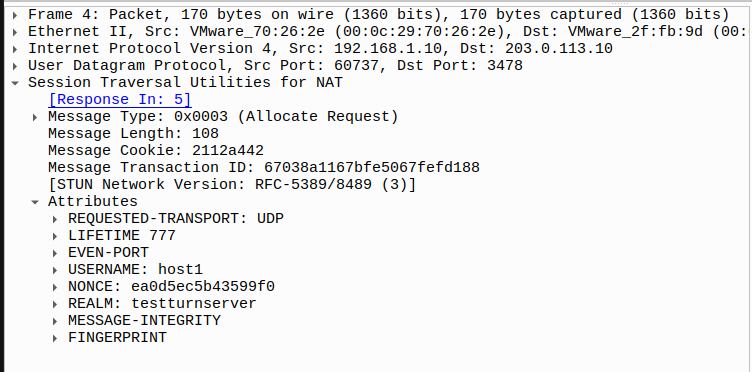 Frame 4: Packet, 170 bytes on wire (1360 bits), 170 bytes captured (1360 bits)
Ethernet II, Src: VMware_70:26:2e (00:0c:29:70:26:2e), Dst: VMware_2f:fb:9d (00:
Internet Protocol Version 4, Src: 192.168.1.10, Dst: 203.0.113.10
User Datagram Protocol, Src Port: 60737, Dst Port: 3478
Session Traversal Utilities for NAT
[Response In: 5]
Message Type: 0x0003 (Allocate Request)
Message Length: 108
Message Cookie: 2112a442
Message Transaction ID: 67038a1167bfe5067fefd188
[STUN Network Version: RFC-5389/8489 (3)]
Attributes
REQUESTED-TRANSPORT: UDP
LIFETIME 777
EVEN-PORT
USERNAME: host1
NONCE: ea0d5ec5b43599f0
REALM: testturnserver
MESSAGE-INTEGRITY
FINGERPRINT